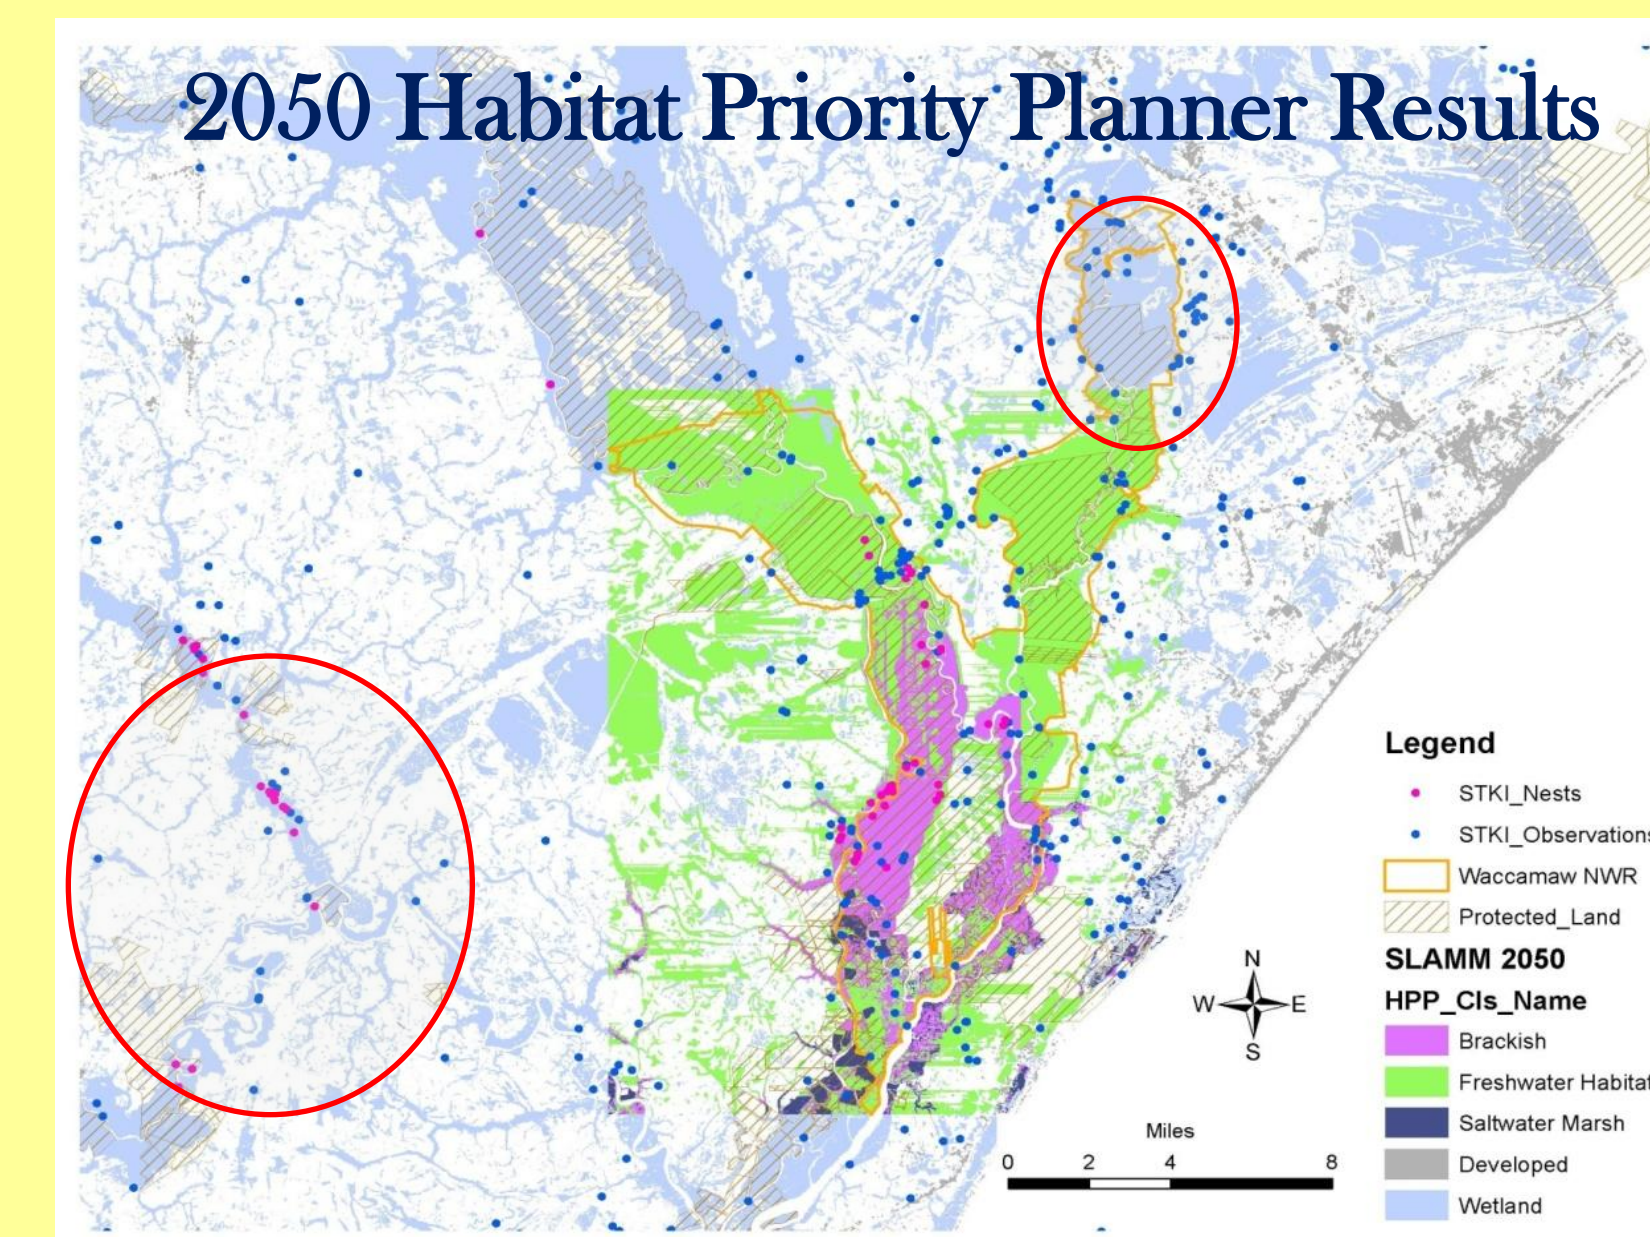 2050 Habitat Priority Planner Results
Legend
STKI_Nests
STKI_Observations
Waccamaw NWR
Protected_Land
SLAMM 2050
HPP_Cls_Name
Brackish
Freshwater Habitat
Saltwater Marsh
Developed
Wetland
N
W E
S
Miles
0 2 4 8